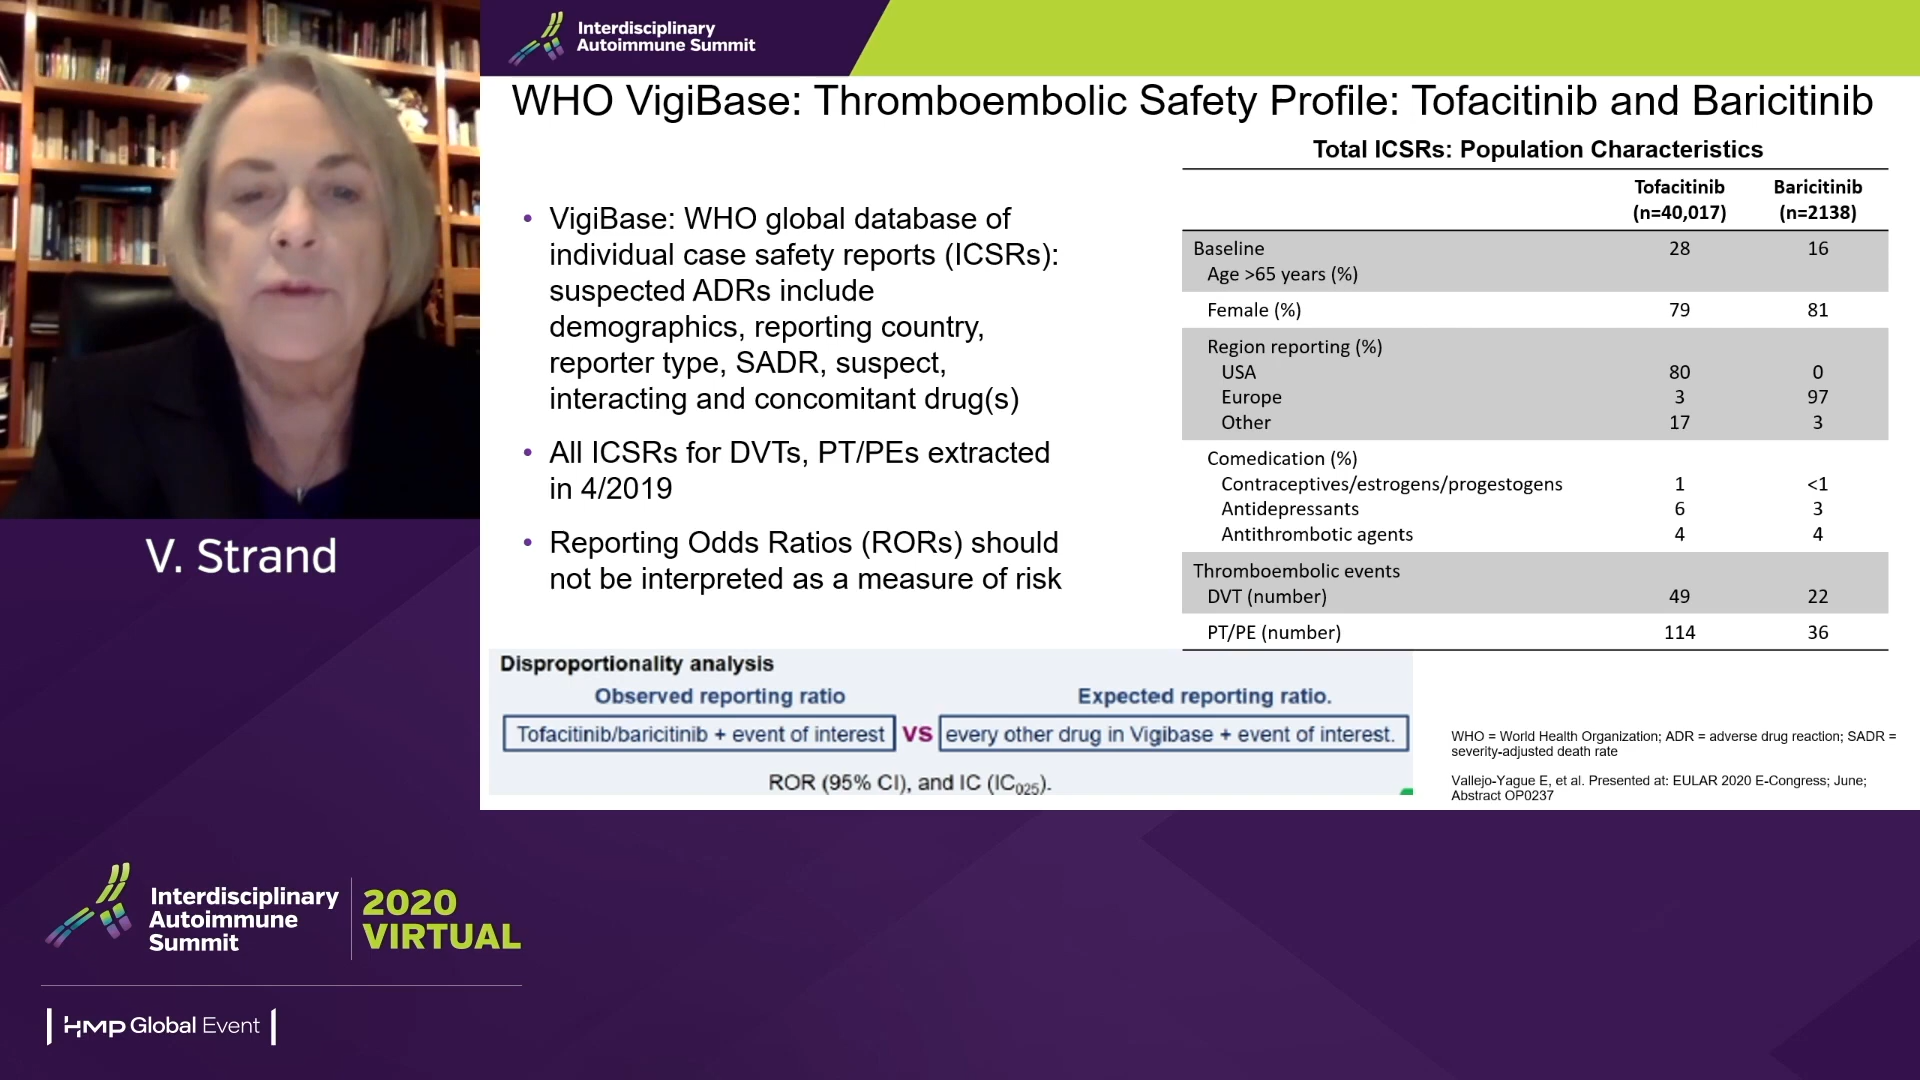 Interdisciplinary
Autoimmune Summit
WHO VigiBase: Thromboembolic Safety Profile: Tofacitinib and Baricitinib
• VigiBase: WHO global database of
individual case safety reports (ICSRs):
suspected ADRs include
demographics, reporting country,
reporter type, SADR, suspect,
interacting and concomitant drug(s)
• All ICSRs for DVTs, PT/PEs extracted
in 4/2019
• Reporting Odds Ratios (RORs) should
not be interpreted as a measure of risk
Total ICSRs: Population Characteristics
Tofacitinib Baricitinib
(n=40,017) (n=2138)
Baseline 28 16
Age >65 years (%)
Female (%) 79 81
Region reporting (%)
USA 80 0
Europe 3 97
Other 17 3
Comedication (%)
Contraceptives/estrogens/progestogens 1 <1
Antidepressants 6 3
Antithrombotic agents 4 4
Thromboembolic events
DVT (number) 49 22
PT/PE (number) 114 36
Disproportionality analysis
Observed reporting ratio Expected reporting ratio.
Tofacitinib/baricitinib + event of interest VS every other drug in Vigibase + event of interest.
ROR (95% CI), and IC (IC025).
WHO = World Health Organization; ADR = adverse drug reaction; SADR =
severity-adjusted death rate
Vallejo-Yague E, et al. Presented at: EULAR 2020 E-Congress; June;
Abstract OP0237
V. Strand
Interdisciplinary
Autoimmune
Summit
2020
VIRTUAL
HMP Global Event